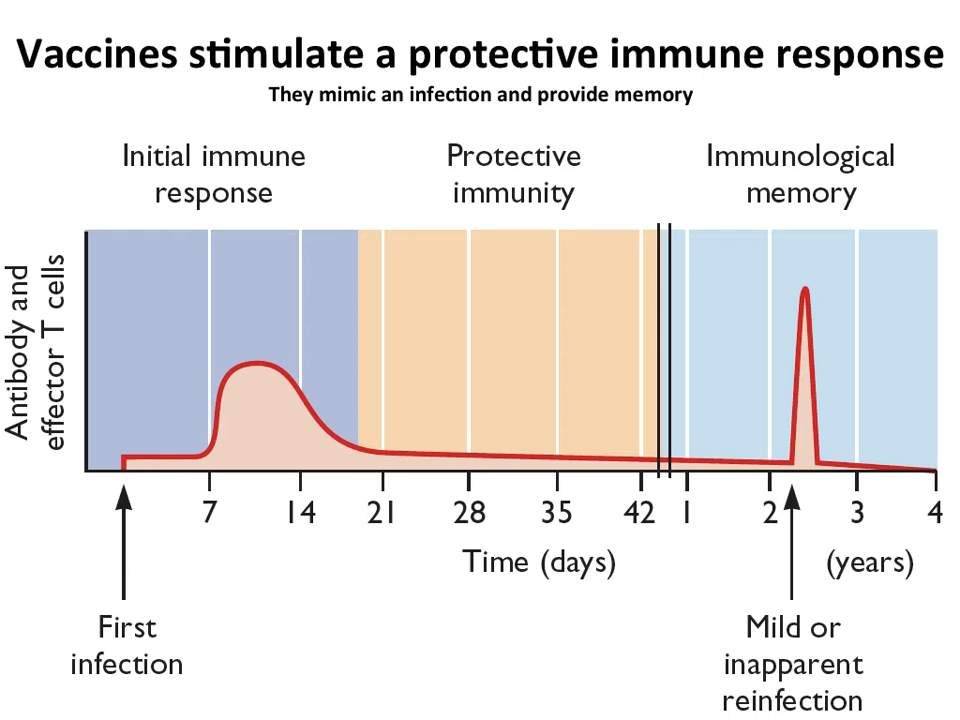 Vaccines stimulate a protective immune response
They mimic an infection and provide memory
Initial immune
response
Protective
immunity
Immunological
memory
Antibody and
effector T cells
7 14 21 28 35 42 1 2 3 4
Time (days) (years)
First
infection
Mild or
inapparent
reinfection